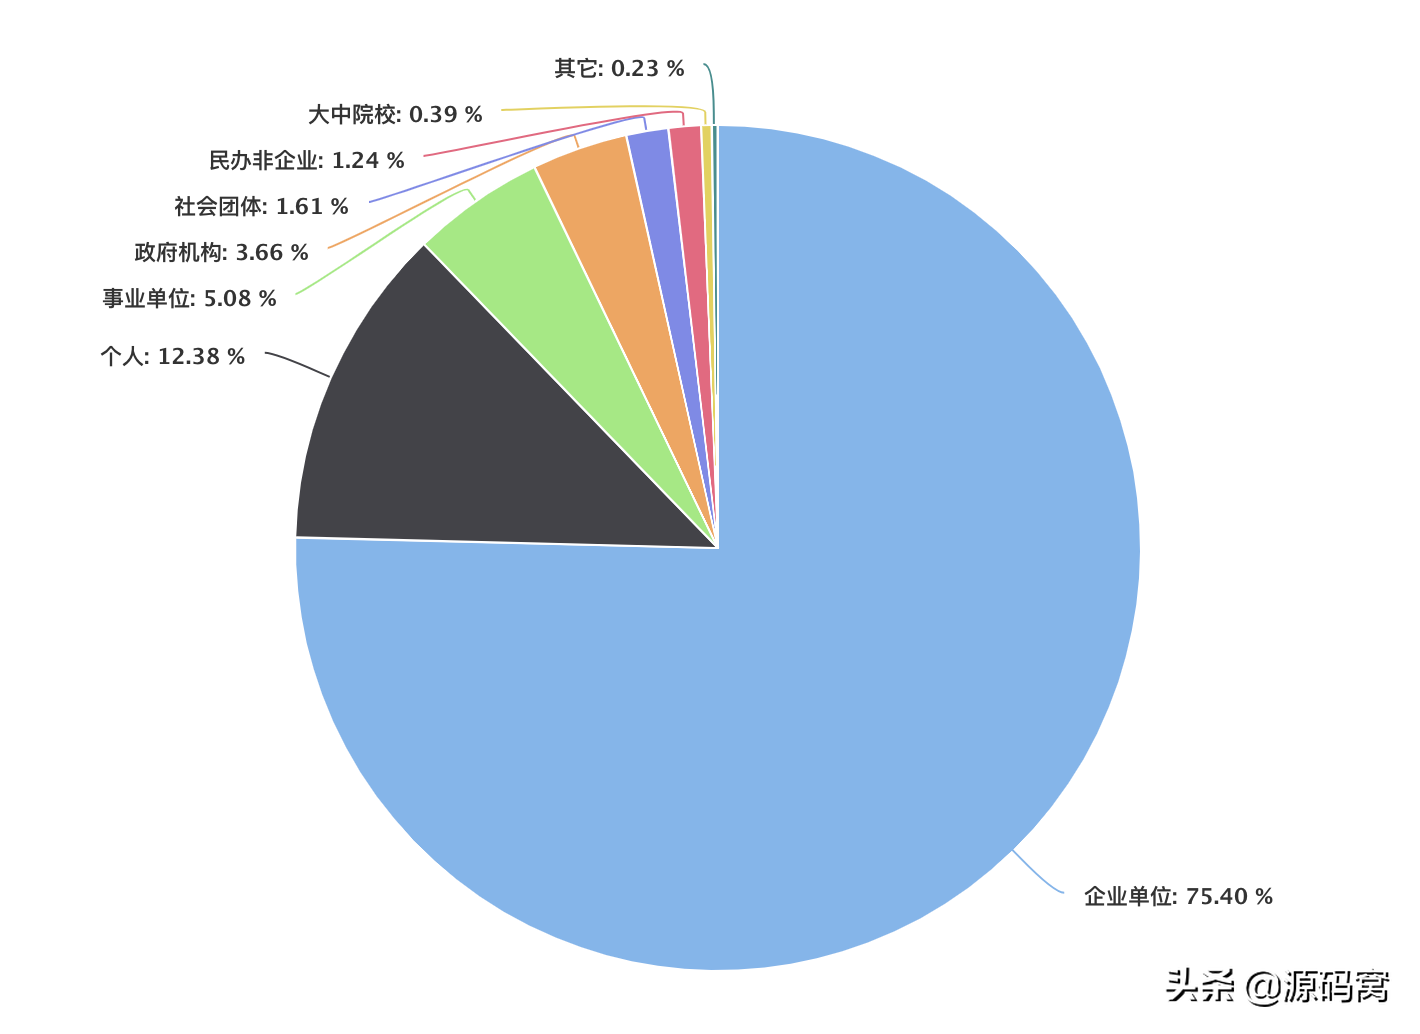 其它: 0.23 %
大中院校: 0.39 %
民办非企业: 1.24 %
社会团体: 1.61 %
政府机构: 3.66 %
事业单位: 5.08 %
个人: 12.38 %
企业单位: 75.40 %
头条 @源码窝